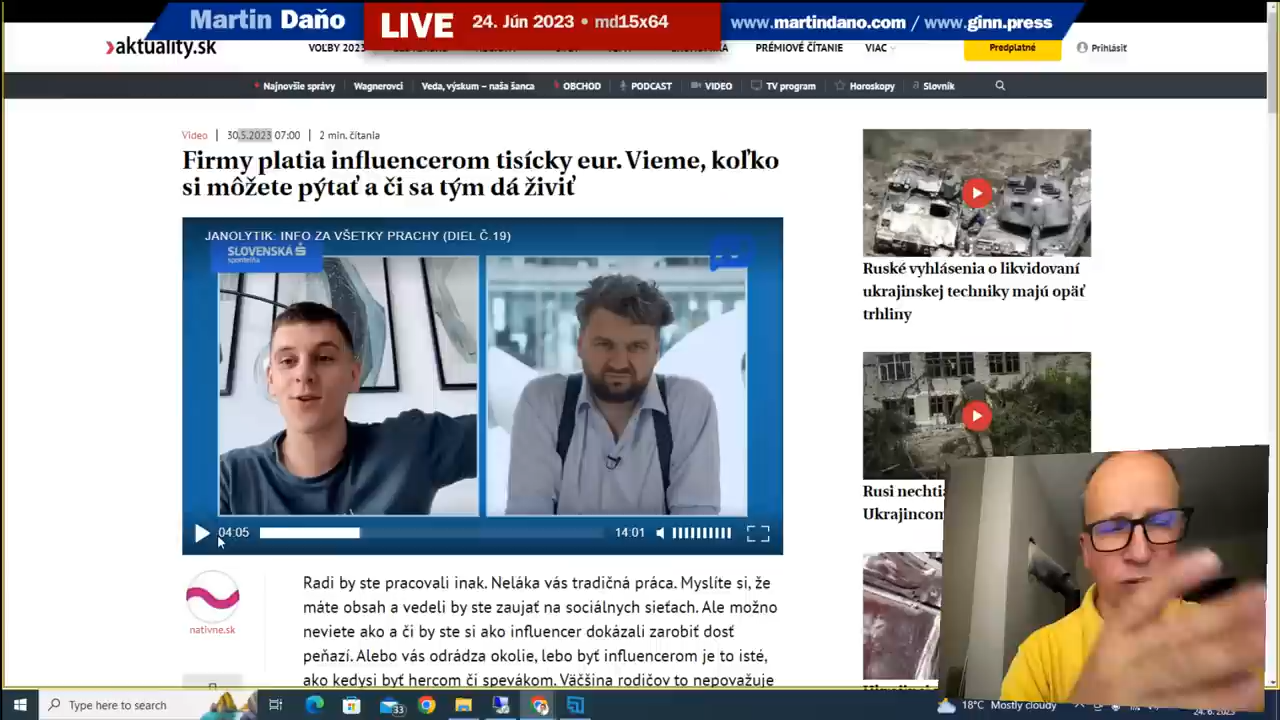 Martin Daňo
LIVE
24. Jún 2023 • md15x64
www.martindano.com / www.ginn.press
aktuality.sk
VOĽBY 2023
PRÉMIOVÉ ČÍTANIE
VIAC
Predplatné
Prihlásiť
Najnovšie správy
Wagnerovci
Veda, výskum – naša šanca
OBCHOD
PODCAST
VIDEO
TV program
Horoskopy
Slovník
Video | 30.5.2023 07:00 | 2 min. čítania
Firmy platia influencerom tisícky eur. Vieme, koľko
si môžete pýtať a či sa tým dá živiť
JANOLYTIK: INFO ZA VŠETKY PRACHY (DIEL Č.19)
SLOVENSKÁ
sporiteľňa
04:05
14:01
nativne.sk
Radi by ste pracovali inak. Neláka vás tradičná práca. Myslíte si, že
máte obsah a vedeli by ste zaujať na sociálnych sieťach. Ale možno
neviete ako a či by ste si ako influencer dokázali zarobiť dosť
peňazí. Alebo vás odrádza okolie, lebo byť influencerom je to isté,
ako kedysi byť hercom či spevákom. Väčšina rodičov to nepovažuje
Ruské vyhlásenia o likvidovaní
ukrajinskej techniky majú opäť
trhliny
Rusi nechti
Ukrajincom
Type here to search
33
18°C Mostly cloudy
24. 6. 2023